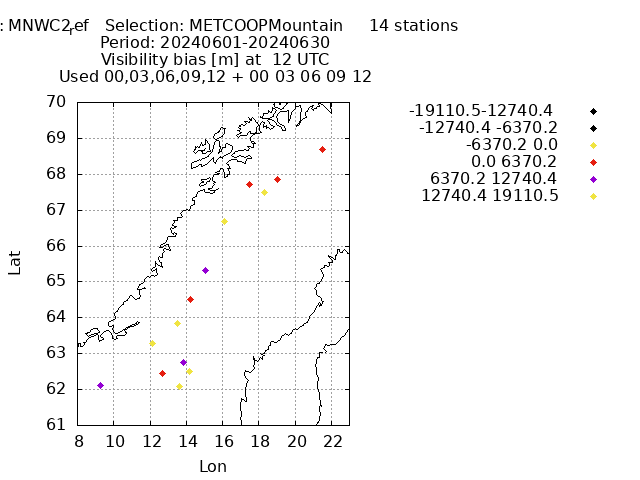 : MNWC2ref Selection: METCOOPMountain 14 stations
Period: 20240601-20240630
Visibility bias [m] at 12 UTC
Used 00,03,06,09,12 + 00 03 06 09 12
-19110.5-12740.4
-12740.4 -6370.2
-6370.2 0.0
0.0 6370.2
6370.2 12740.4
12740.4 19110.5
70
69
68
67
66
65
64
63
62
61
Lat
8 10 12 14 16 18 20 22
Lon